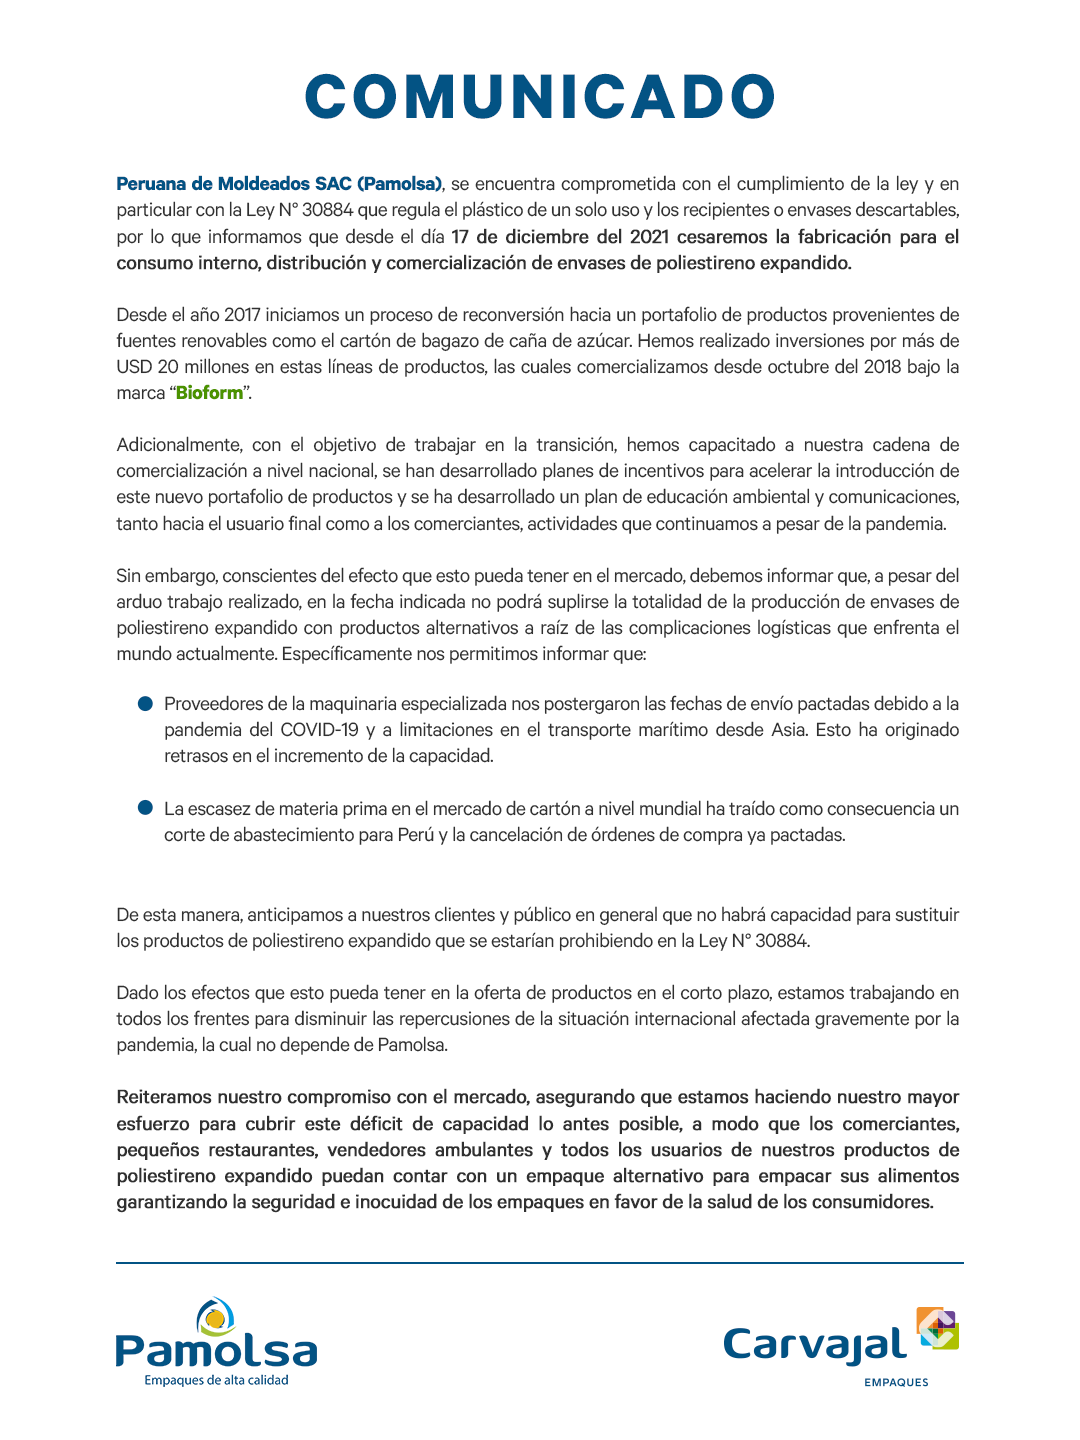 COMUNICADO
Peruana de Moldeados SAC (Pamolsa), se encuentra comprometida con el cumplimiento de la ley y en
particular con la Ley N° 30884 que regula el plástico de un solo uso y los recipientes o envases descartables,
por lo que informamos que desde el día 17 de diciembre del 2021 cesaremos la fabricación para el
consumo interno, distribución y comercialización de envases de poliestireno expandido.
Desde el año 2017 iniciamos un proceso de reconversión hacia un portafolio de productos provenientes de
fuentes renovables como el cartón de bagazo de caña de azúcar. Hemos realizado inversiones por más de
USD 20 millones en estas líneas de productos, las cuales comercializamos desde octubre del 2018 bajo la
marca “Bioform”.
Adicionalmente, con el objetivo de trabajar en la transición, hemos capacitado a nuestra cadena de
comercialización a nivel nacional, se han desarrollado planes de incentivos para acelerar la introducción de
este nuevo portafolio de productos y se ha desarrollado un plan de educación ambiental y comunicaciones,
tanto hacia el usuario final como a los comerciantes, actividades que continuamos a pesar de la pandemia.
Sin embargo, conscientes del efecto que esto pueda tener en el mercado, debemos informar que, a pesar del
arduo trabajo realizado, en la fecha indicada no podrá suplirse la totalidad de la producción de envases de
poliestireno expandido con productos alternativos a raíz de las complicaciones logísticas que enfrenta el
mundo actualmente. Específicamente nos permitimos informar que:
● Proveedores de la maquinaria especializada nos postergaron las fechas de envío pactadas debido a la
pandemia del COVID-19 y a limitaciones en el transporte marítimo desde Asia. Esto ha originado
retrasos en el incremento de la capacidad.
● La escasez de materia prima en el mercado de cartón a nivel mundial ha traído como consecuencia un
corte de abastecimiento para Perú y la cancelación de órdenes de compra ya pactadas.
De esta manera, anticipamos a nuestros clientes y público en general que no habrá capacidad para sustituir
los productos de poliestireno expandido que se estarían prohibiendo en la Ley N° 30884.
Dado los efectos que esto pueda tener en la oferta de productos en el corto plazo, estamos trabajando en
todos los frentes para disminuir las repercusiones de la situación internacional afectada gravemente por la
pandemia, la cual no depende de Pamolsa.
Reiteramos nuestro compromiso con el mercado, asegurando que estamos haciendo nuestro mayor
esfuerzo para cubrir este déficit de capacidad lo antes posible, a modo que los comerciantes,
pequeños restaurantes, vendedores ambulantes y todos los usuarios de nuestros productos de
poliestireno expandido puedan contar con un empaque alternativo para empacar sus alimentos
garantizando la seguridad e inocuidad de los empaques en favor de la salud de los consumidores.
Pamolsa
Empaques de alta calidad
Carvajal
EMPAQUES